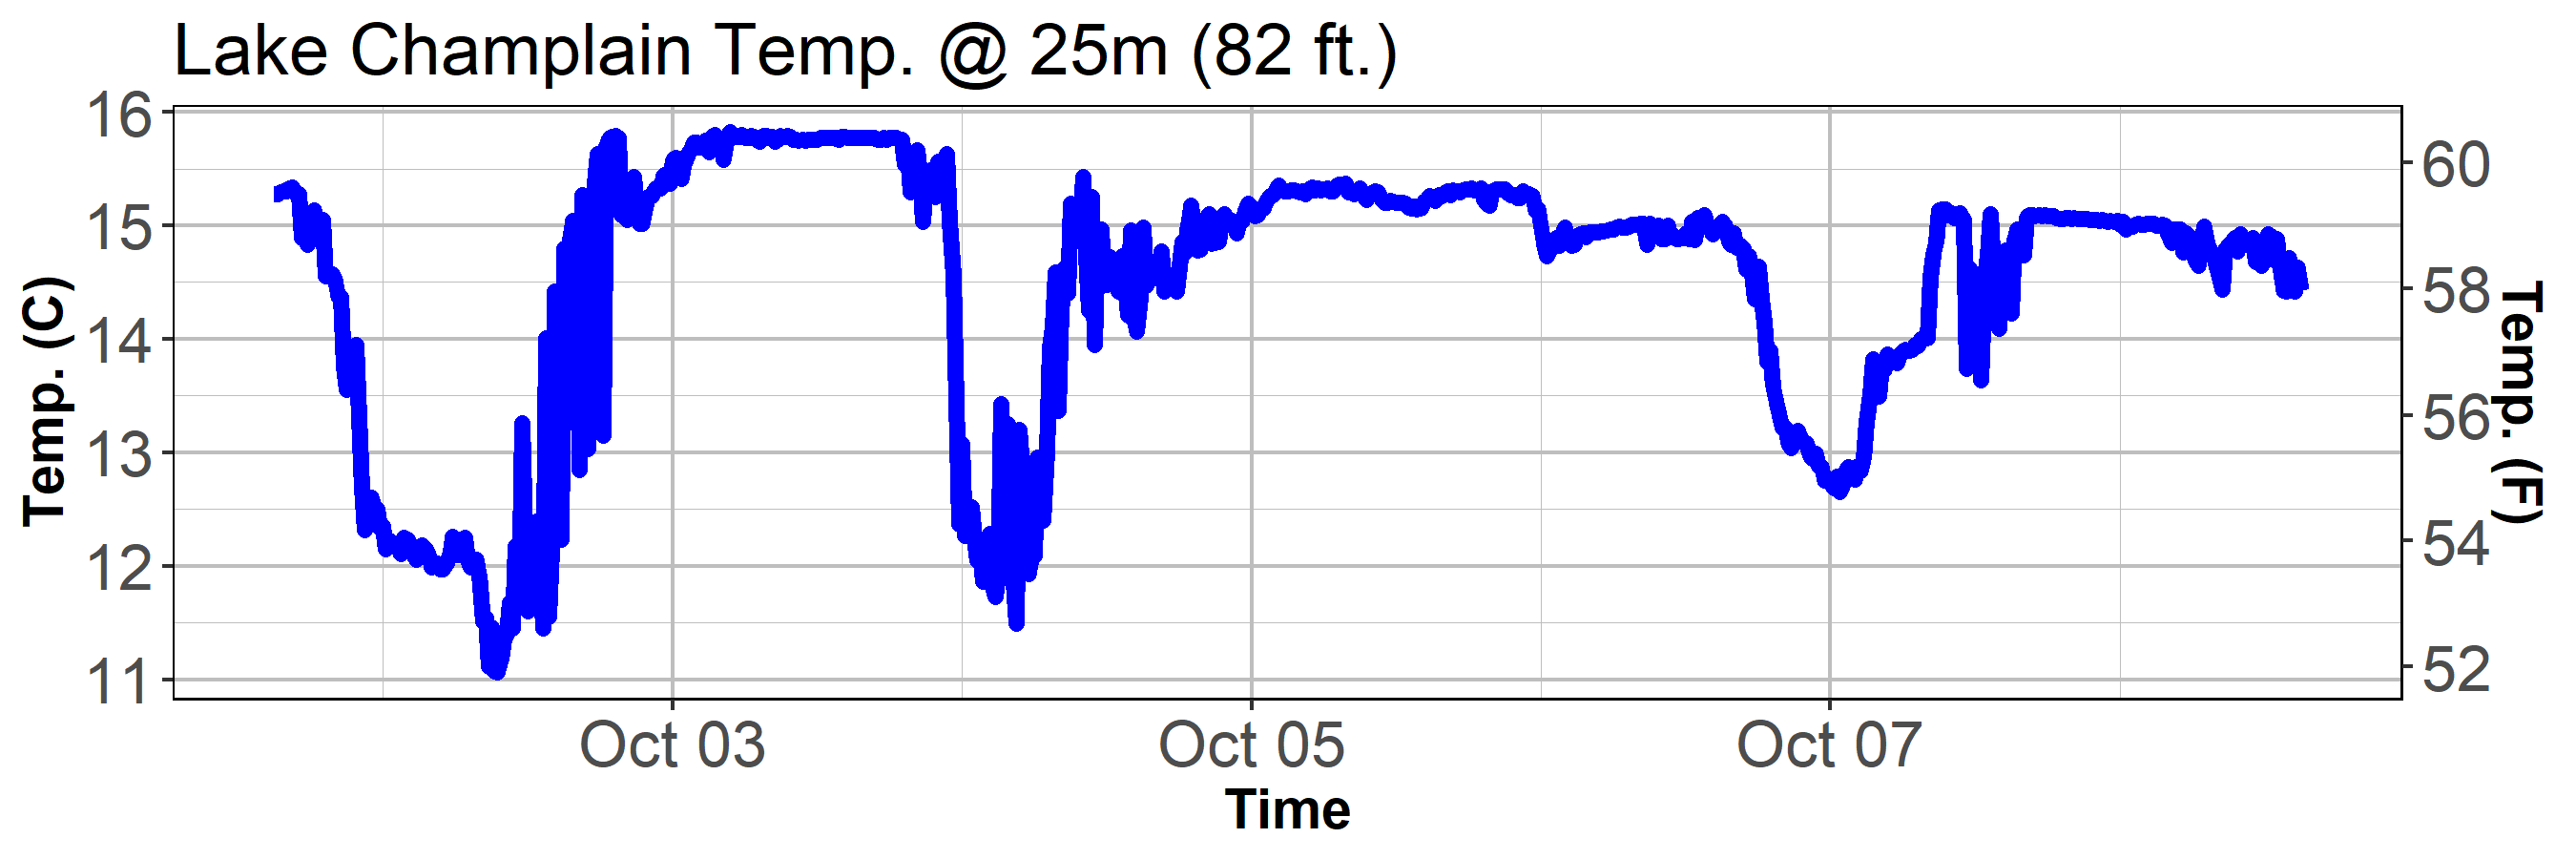 Lake Champlain Temp. @ 25m (82 ft.)
16
15
14
13
12
11
Temp. (C)
60
58
56
54
52
Temp. (F)
Oct 03
Oct 05
Oct 07
Time